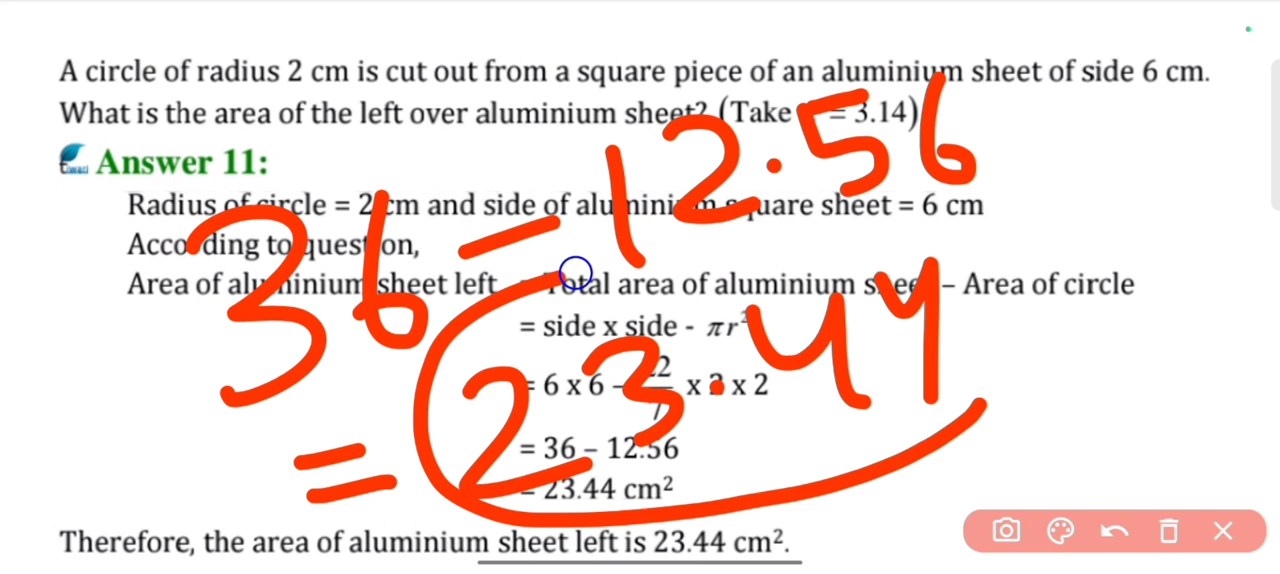 A circle of radius 2 cm is cut out from a square piece of an aluminium sheet of side 6 cm.
What is the area of the left over aluminium sheet? (Take = 3.14)
Answer 11:
Radius of circle = 2 cm and side of aluminium square sheet = 6 cm
According to question,
Area of aluminium sheet left = Total area of aluminium sheet – Area of circle
= side x side - πr²
= 6 x 6 – 22/7 x 2 x 2
= 36 – 12.56
= 23.44 cm²
Therefore, the area of aluminium sheet left is 23.44 cm².
36 – 12.56
= 23.44